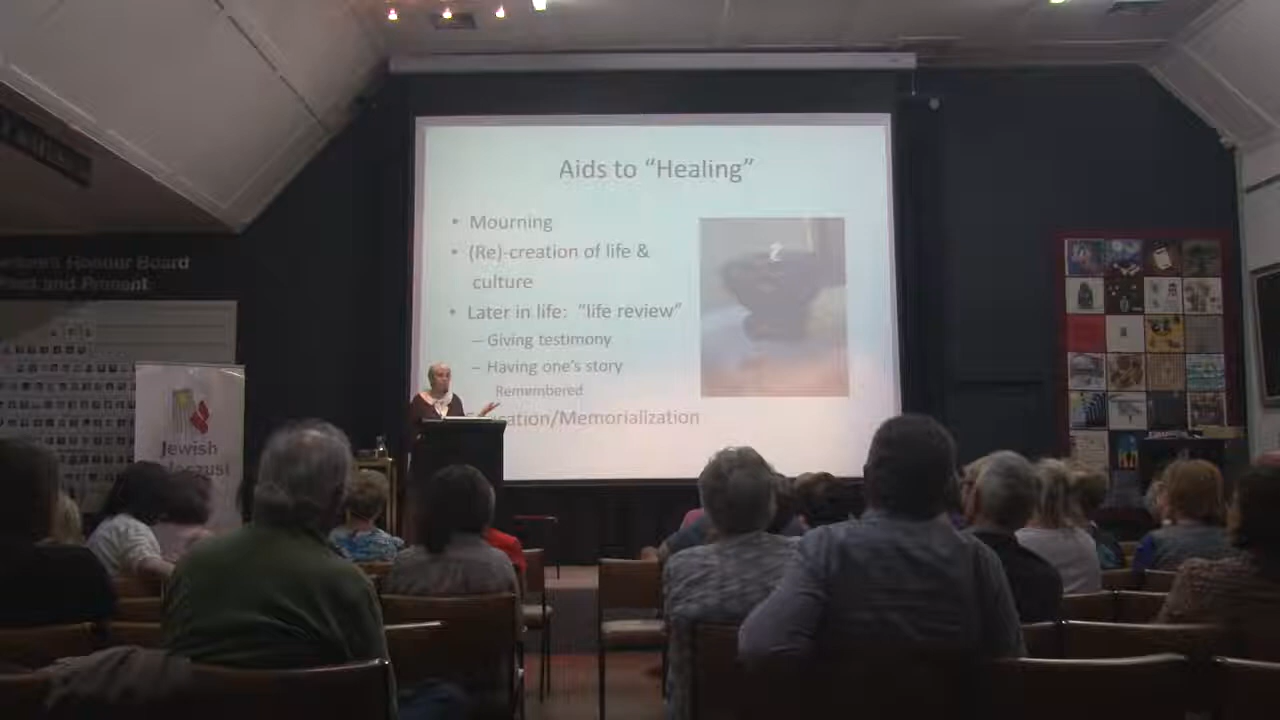 Aids to “Healing”
• Mourning
• (Re)-creation of life &
culture
• Later in life: “life review”
– Giving testimony
– Having one’s story
Remembered
cation/Memorialization
Honour Board
and Present
Jewish